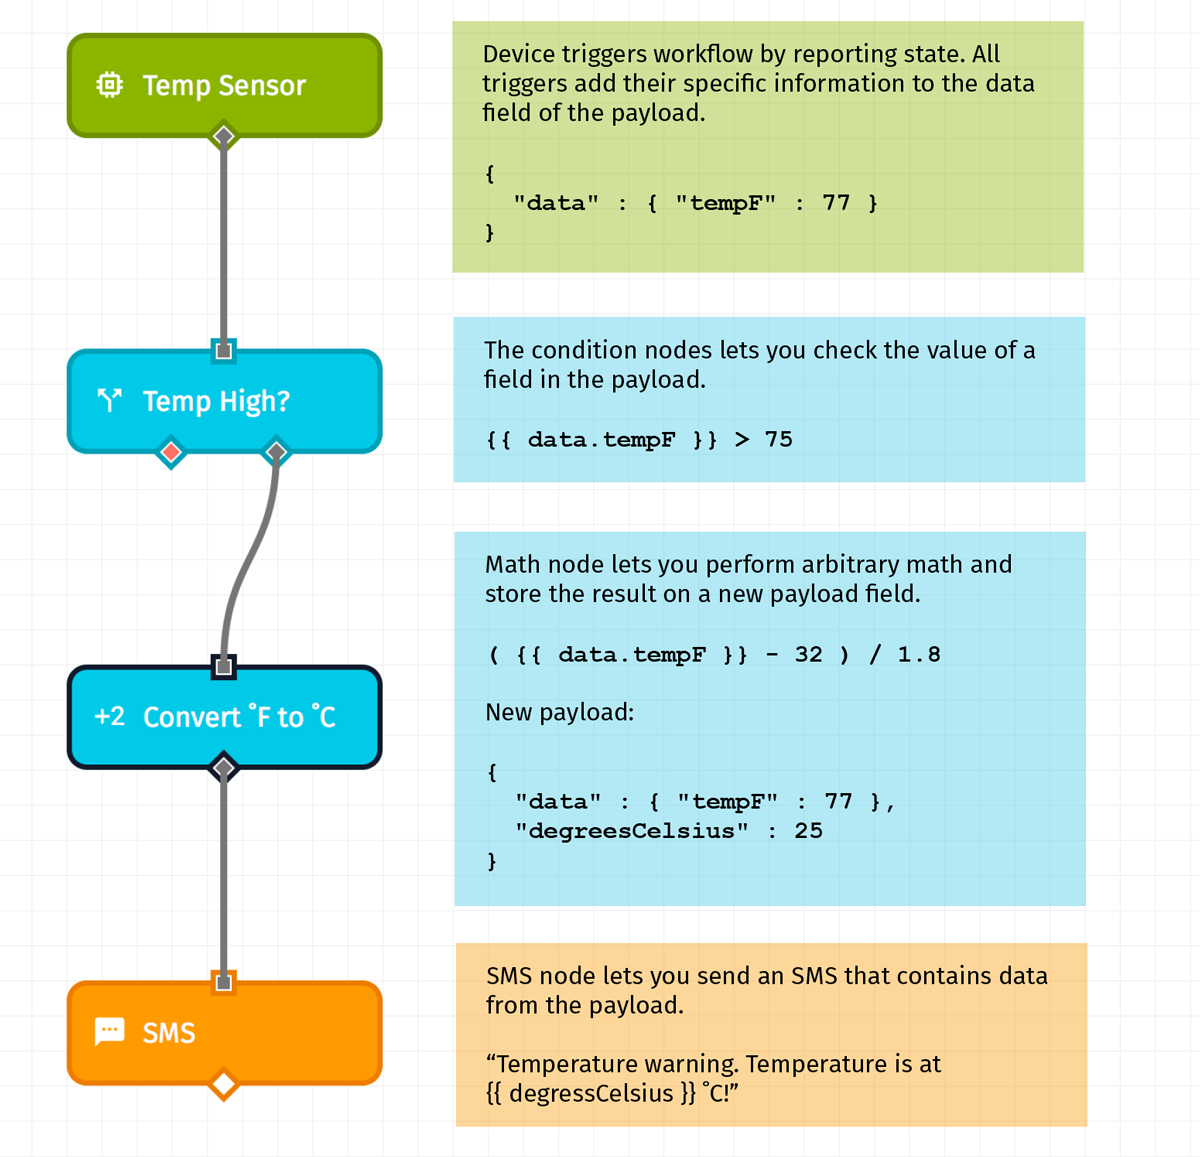 Temp Sensor
Device triggers workflow by reporting state. All
triggers add their specific information to the data
field of the payload.
{
"data" : { "tempF" : 77 }
}
Temp High?
The condition nodes lets you check the value of a
field in the payload.
{{ data.tempF }} > 75
+2 Convert ˚F to ˚C
Math node lets you perform arbitrary math and
store the result on a new payload field.
( {{ data.tempF }} - 32 ) / 1.8
New payload:
{
"data" : { "tempF" : 77 },
"degreesCelsius" : 25
}
SMS
SMS node lets you send an SMS that contains data
from the payload.
“Temperature warning. Temperature is at
{{ degressCelsius }} ˚C!”